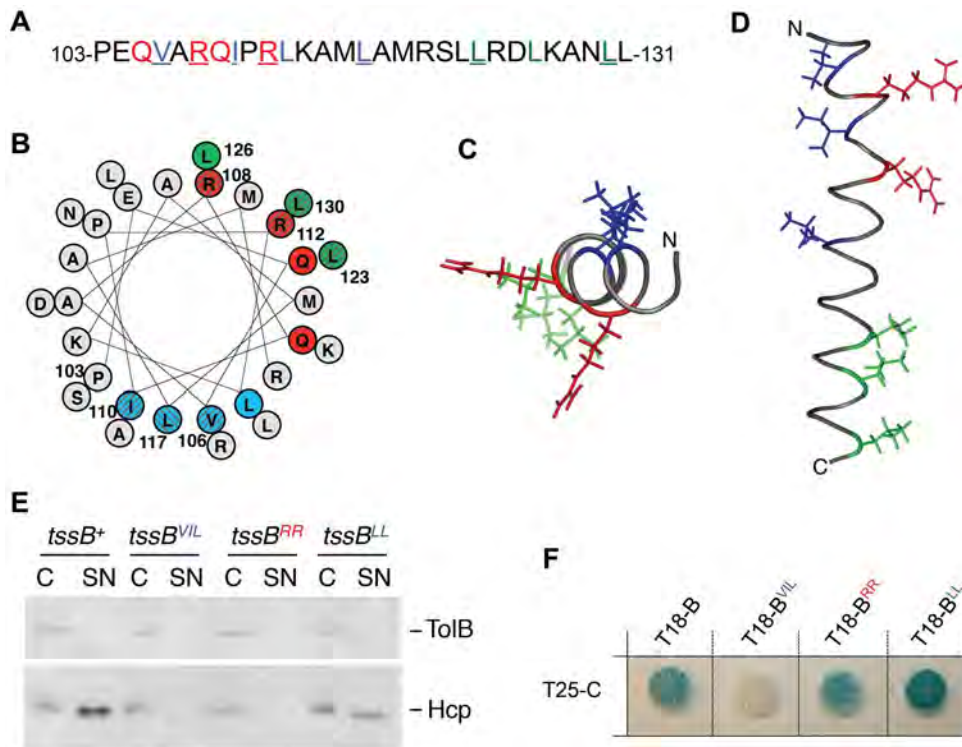 A
103-PEQVARQIPRLKAMLAMRSLLRDLKANLL-131
B
L 126
L E A R 108 M
L 130
N P R 112
A Q L 123
D A M
K Q K
103 P R
S
110 I L V L
A 117 106 R L
C
N
D
N
C
E
tssB+ tssBVIL tssBRR tssBLL
C SN C SN C SN C SN
TolB
Hcp
F
T18-B T18-BVIL T18-BRR T18-BLL
T25-C